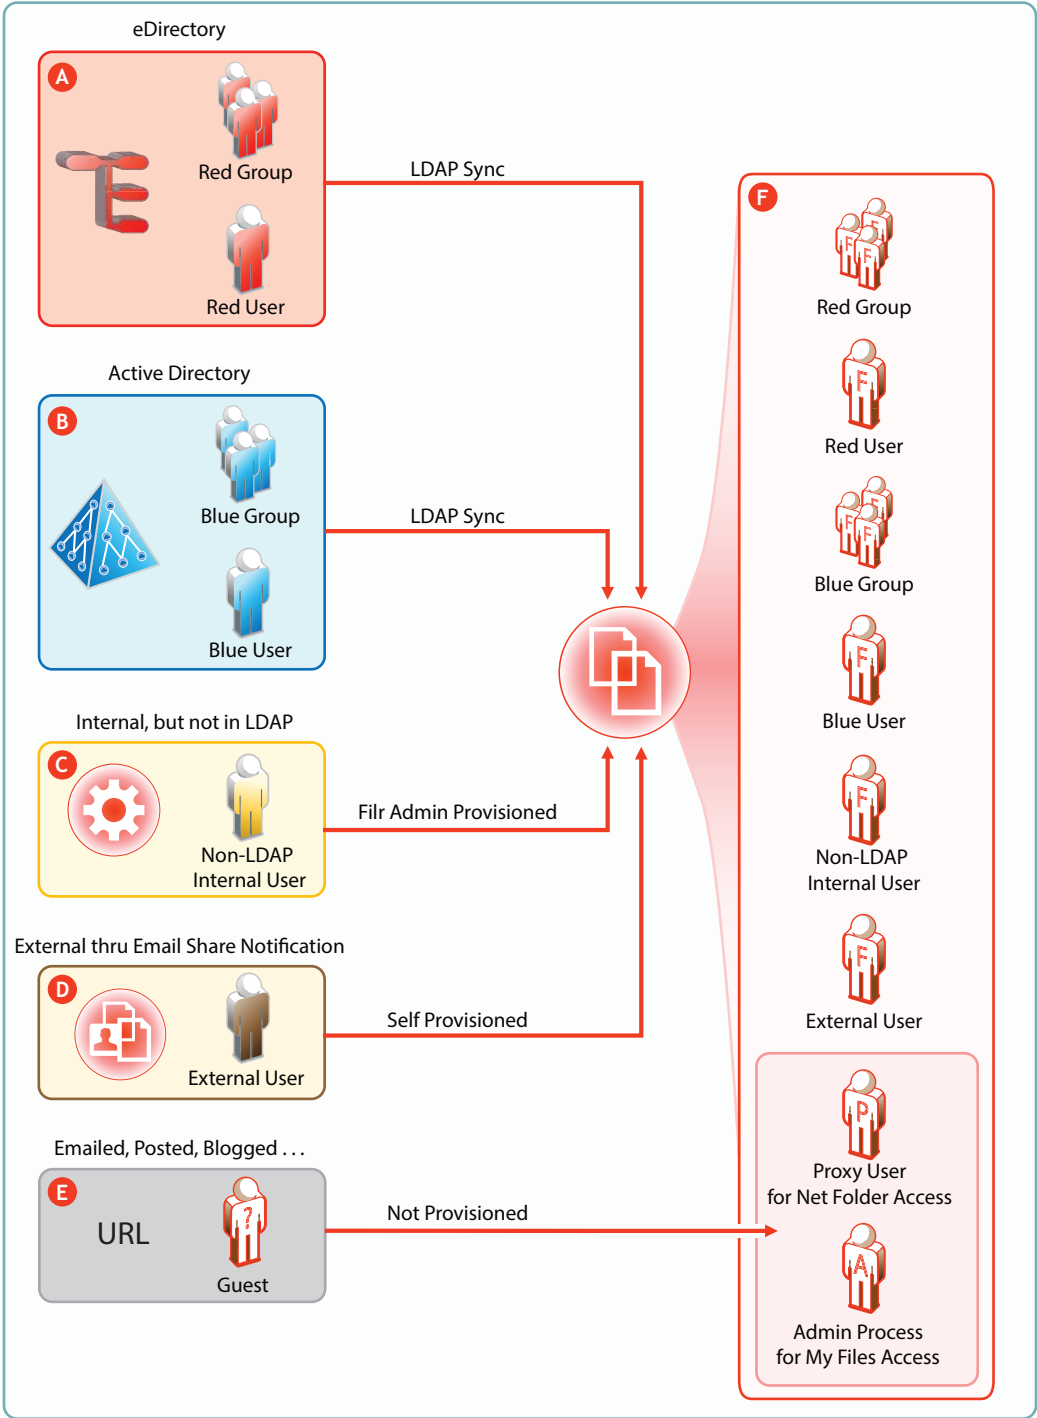 eDirectory
A
Red Group
Red User
LDAP Sync
Active Directory
B
Blue Group
Blue User
LDAP Sync
Internal, but not in LDAP
C
Non-LDAP
Internal User
Filr Admin Provisioned
External thru Email Share Notification
D
External User
Self Provisioned
Emailed, Posted, Blogged . . .
E
URL
?
Guest
Not Provisioned
F
F
F
F
Red Group
F
Red User
F
F
F
Blue Group
F
Blue User
F
Non-LDAP
Internal User
F
External User
P
Proxy User
for Net Folder Access
A
Admin Process
for My Files Access